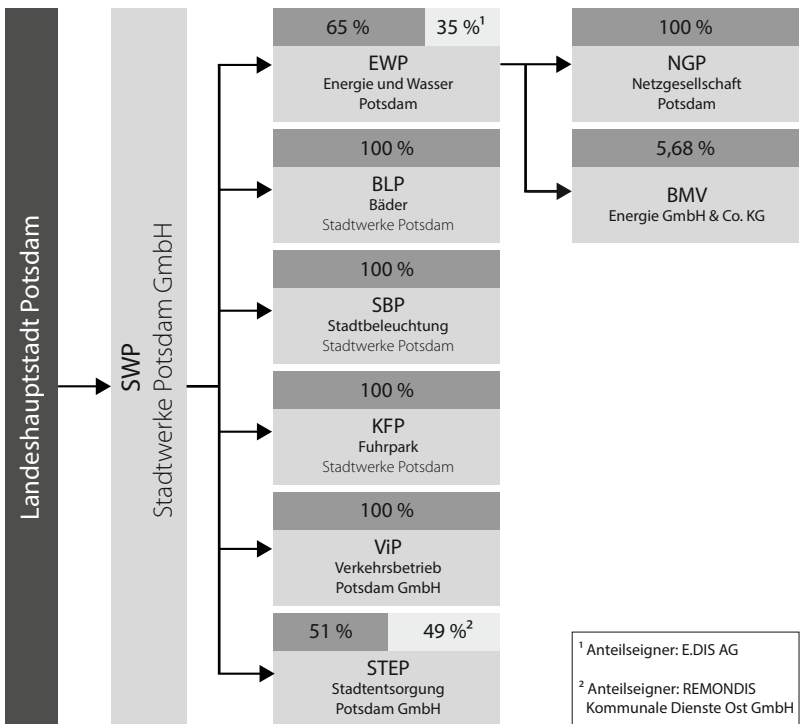 Landeshauptstadt Potsdam
SWP
Stadtwerke Potsdam GmbH
65 %
35 %¹
EWP
Energie und Wasser
Potsdam
100 %
NGP
Netzgesellschaft
Potsdam
5,68 %
BMV
Energie GmbH & Co. KG
100 %
BLP
Bäder
Stadtwerke Potsdam
100 %
SBP
Stadtbeleuchtung
Stadtwerke Potsdam
100 %
KFP
Fuhrpark
Stadtwerke Potsdam
100 %
ViP
Verkehrsbetrieb
Potsdam GmbH
51 %
49 %²
STEP
Stadtentsorgung
Potsdam GmbH
¹ Anteilseigner: E.DIS AG
² Anteilseigner: REMONDIS
Kommunale Dienste Ost GmbH